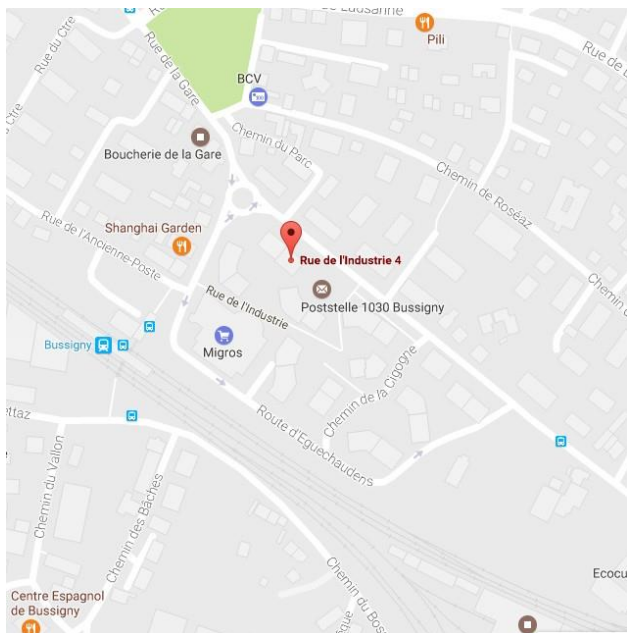 De Lausanne
Pili
Rue de la Gare
Rue du Ctre
BCV
Boucherie de la Gare
Chemin du Parc
Chemin de Roséaz
Shanghai Garden
Rue de l'Industrie 4
Rue de l'Ancienne-Poste
Poststelle 1030 Bussigny
Rue de l'Industrie
Bussigny
Migros
Chemin de la Cigogne
Route d'Eguechaudens
ettaz
Chemin du Vallon
Chemin des Bâches
Ecocu
Centre Espagnol
de Bussigny
Chemin du Bos